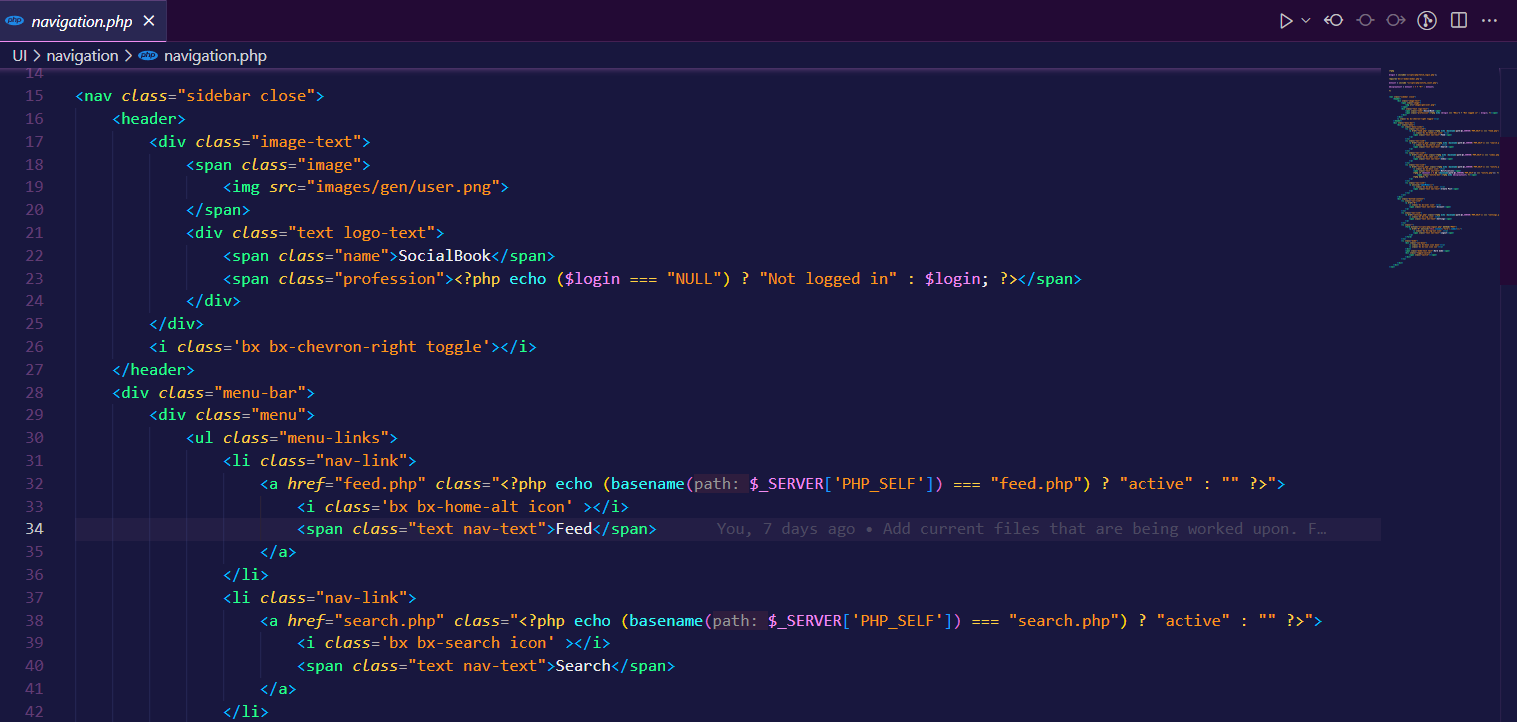 php navigation.php
UI > navigation > php navigation.php
14
15 <nav class="sidebar close">
16 <header>
17 <div class="image-text">
18 <span class="image">
19 <img src="images/gen/user.png">
20 </span>
21 <div class="text logo-text">
22 <span class="name">SocialBook</span>
23 <span class="profession"><?php echo ($login === "NULL") ? "Not logged in" : $login; ?></span>
24 </div>
25 </div>
26 <i class='bx bx-chevron-right toggle'></i>
27 </header>
28 <div class="menu-bar">
29 <div class="menu">
30 <ul class="menu-links">
31 <li class="nav-link">
32 <a href="feed.php" class="<?php echo (basename(path: $_SERVER['PHP_SELF']) === "feed.php") ? "active" : "" ?>">
33 <i class='bx bx-home-alt icon' ></i>
34 <span class="text nav-text">Feed</span> You, 7 days ago • Add current files that are being worked upon. F…
35 </a>
36 </li>
37 <li class="nav-link">
38 <a href="search.php" class="<?php echo (basename(path: $_SERVER['PHP_SELF']) === "search.php") ? "active" : "" ?>">
39 <i class='bx bx-search icon' ></i>
40 <span class="text nav-text">Search</span>
41 </a>
42 </li>